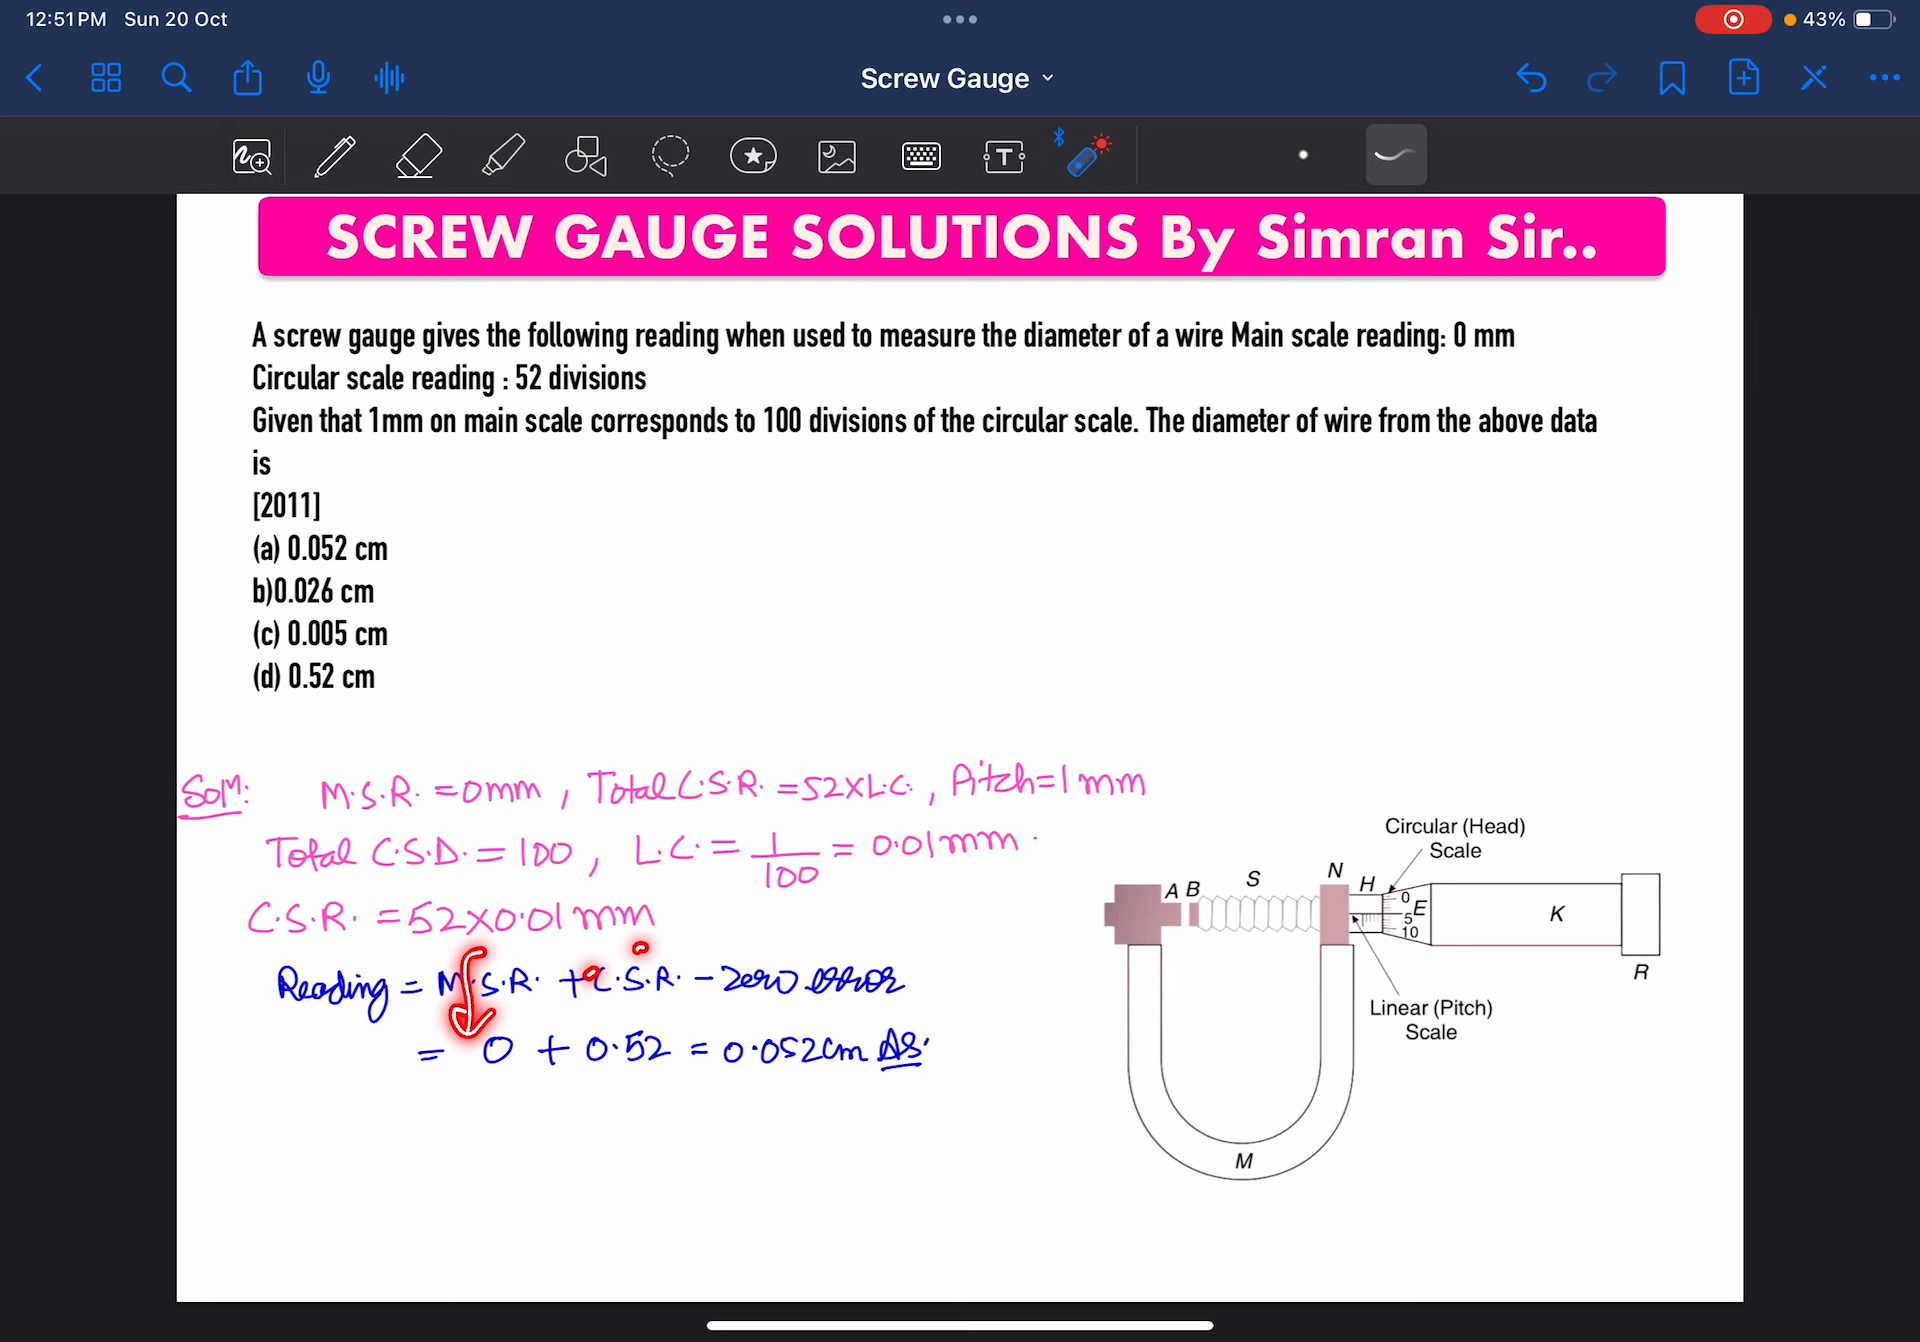 12:51 PM Sun 20 Oct
43%
Screw Gauge
SCREW GAUGE SOLUTIONS By Simran Sir..
A screw gauge gives the following reading when used to measure the diameter of a wire Main scale reading: 0 mm
Circular scale reading : 52 divisions
Given that 1mm on main scale corresponds to 100 divisions of the circular scale. The diameter of wire from the above data
is
[2011]
(a) 0.052 cm
b)0.026 cm
(c) 0.005 cm
(d) 0.52 cm
Soln: M.S.R. = 0mm , Total C.S.R. = 52×L.C. , Pitch = 1 mm
Total C.S.D. = 100 , L.C. = 1/100 = 0.01 mm .
C.S.R. = 52×0.01 mm
Reading = M.S.R. + C.S.R. - zero error
= 0 + 0.52 = 0.052 cm As.
Circular (Head)
Scale
A B S N H
0
5
10
E
K
R
Linear (Pitch)
Scale
M